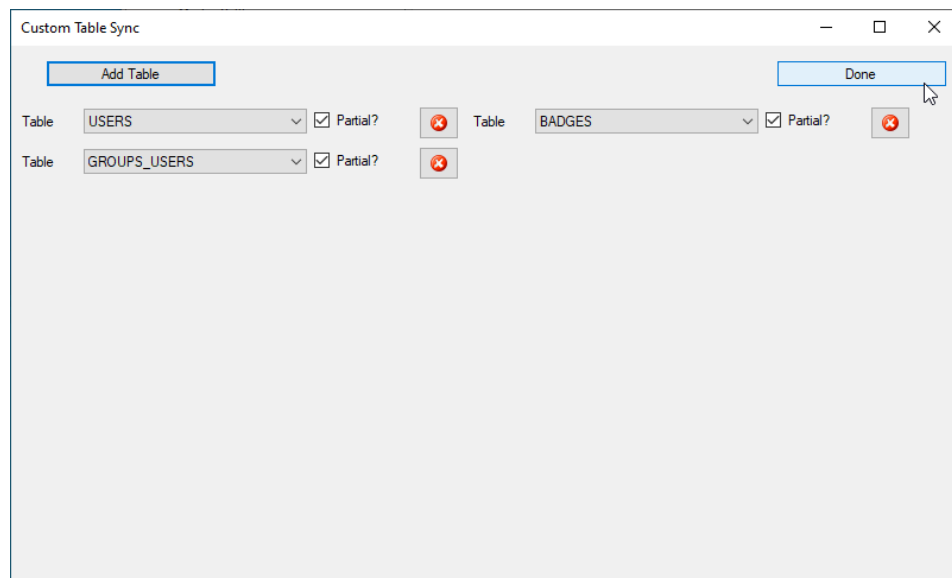 Custom Table Sync
Add Table
Done
Table USERS Partial? Table BADGES Partial?
Table GROUPS_USERS Partial?